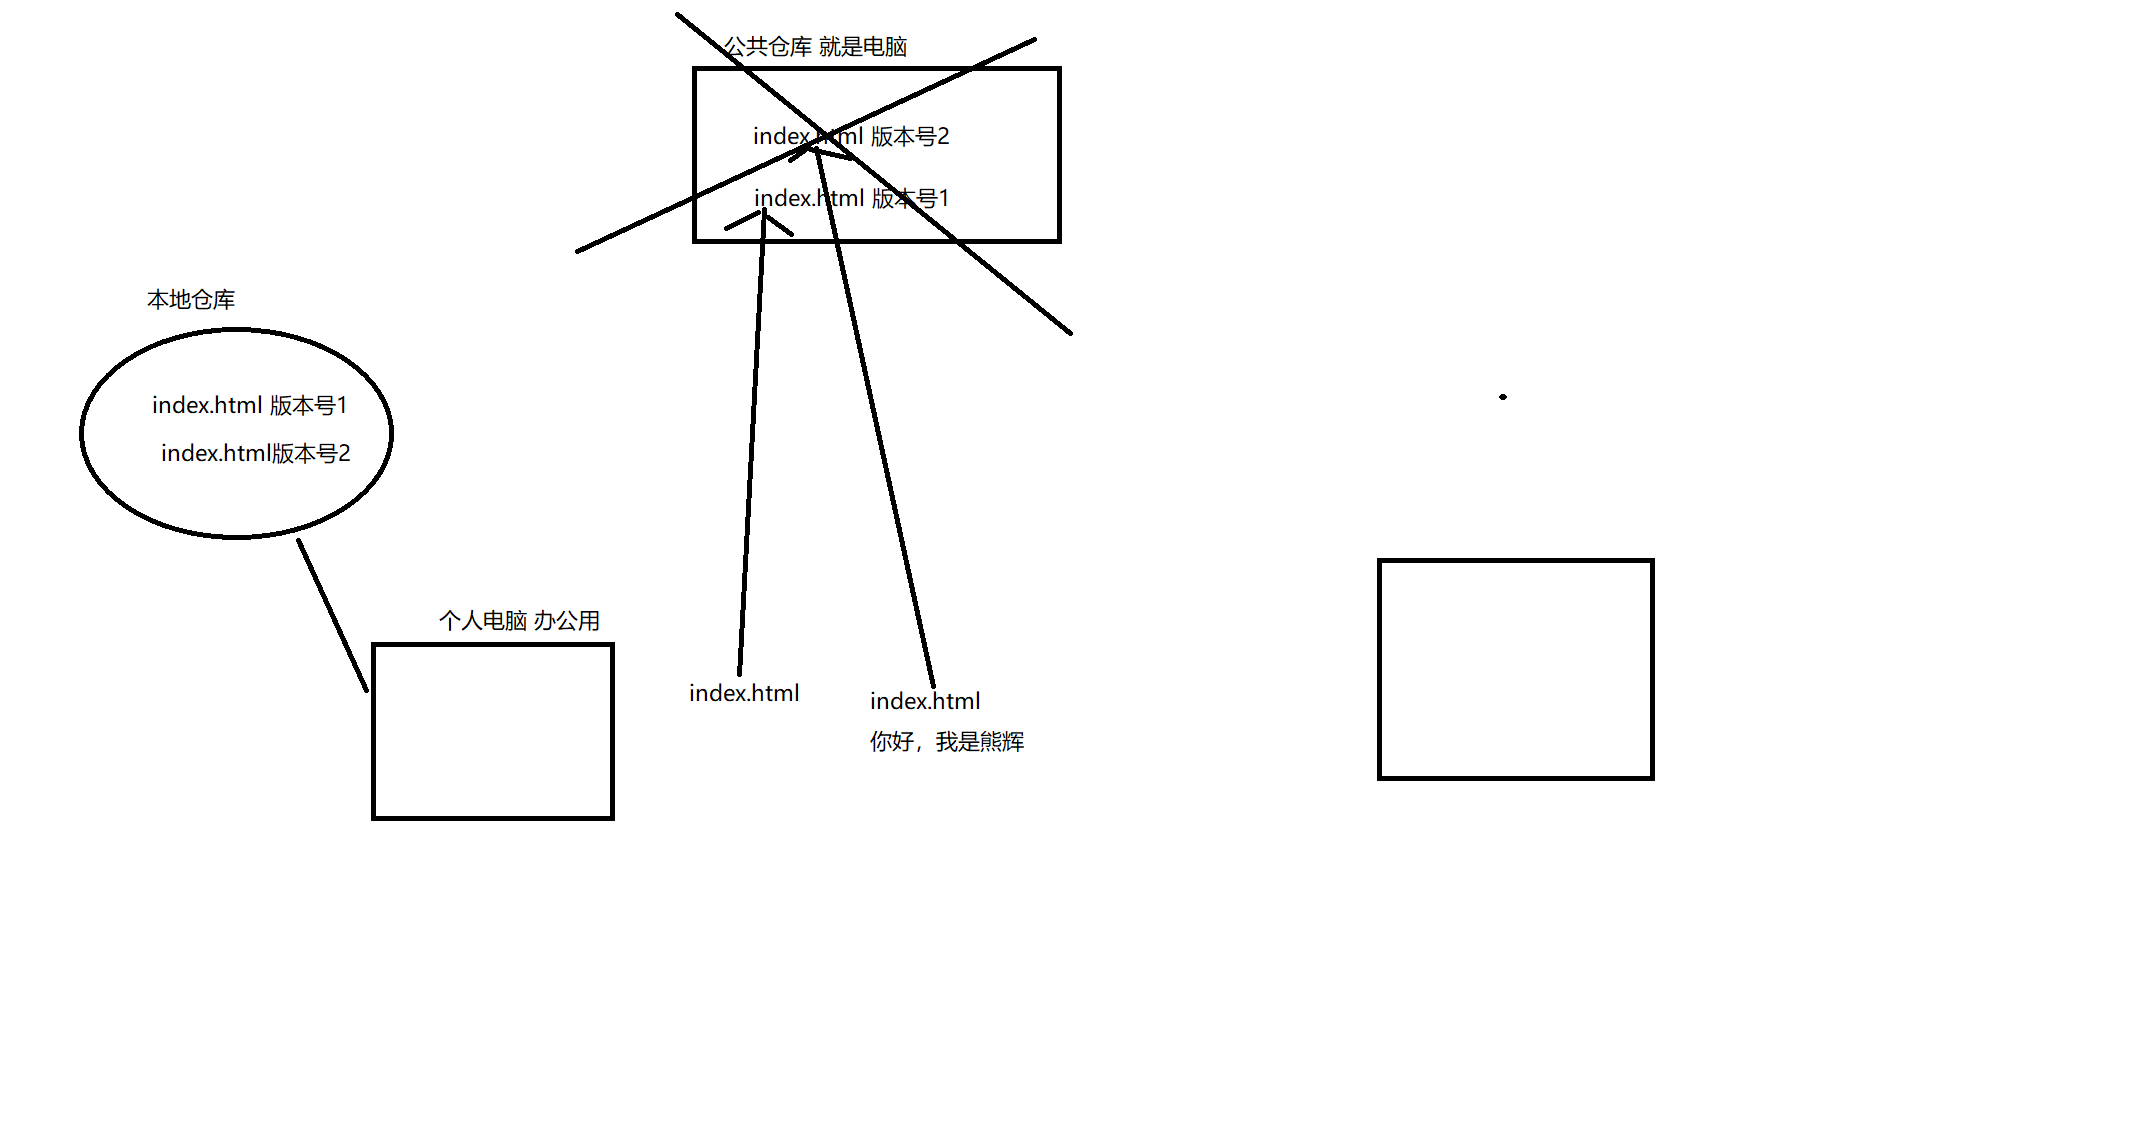 公共仓库 就是电脑
index.html 版本号2
index.html 版本号1
本地仓库
index.html 版本号1
index.html版本号2
个人电脑 办公用
index.html
index.html
你好，我是熊辉